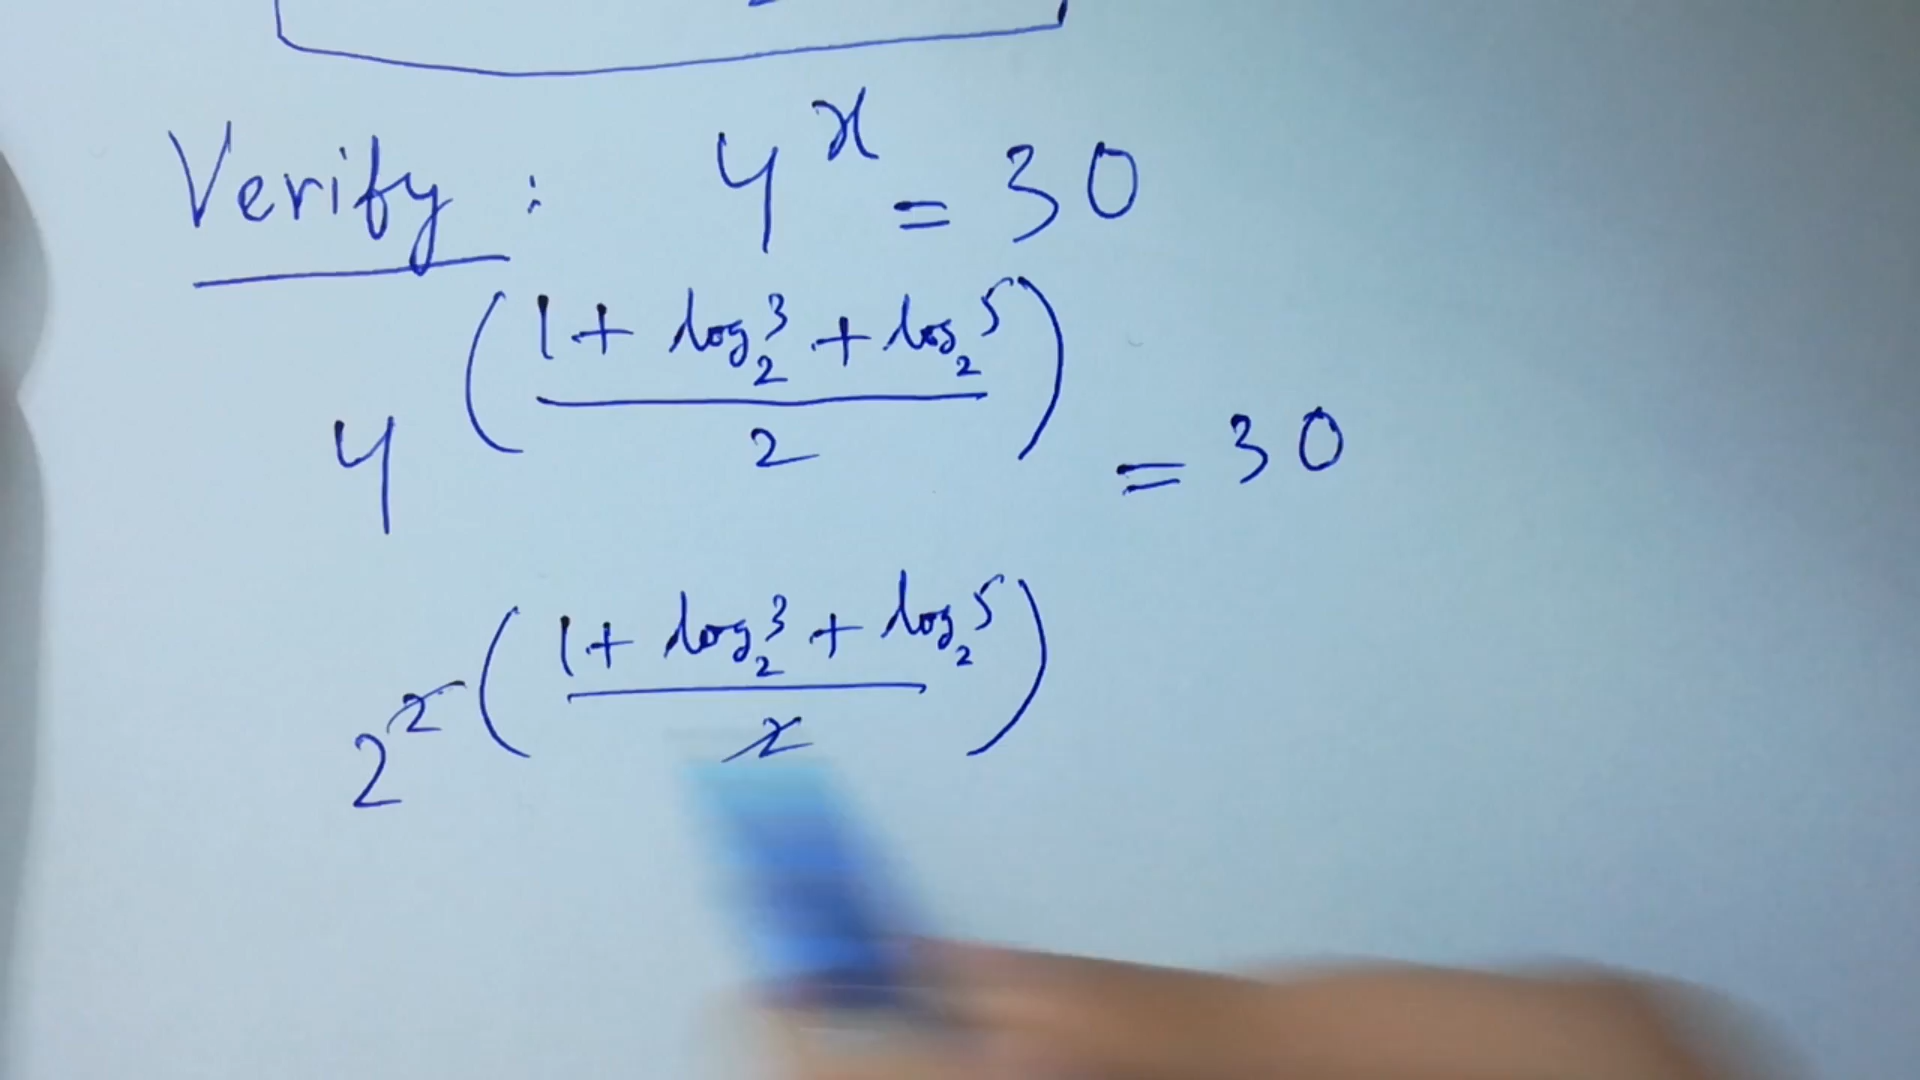 Verify : 4^x = 30
4^((1 + log_2 3 + log_2 5)/2) = 30
2^2((1 + log_2 3 + log_2 5)/2)